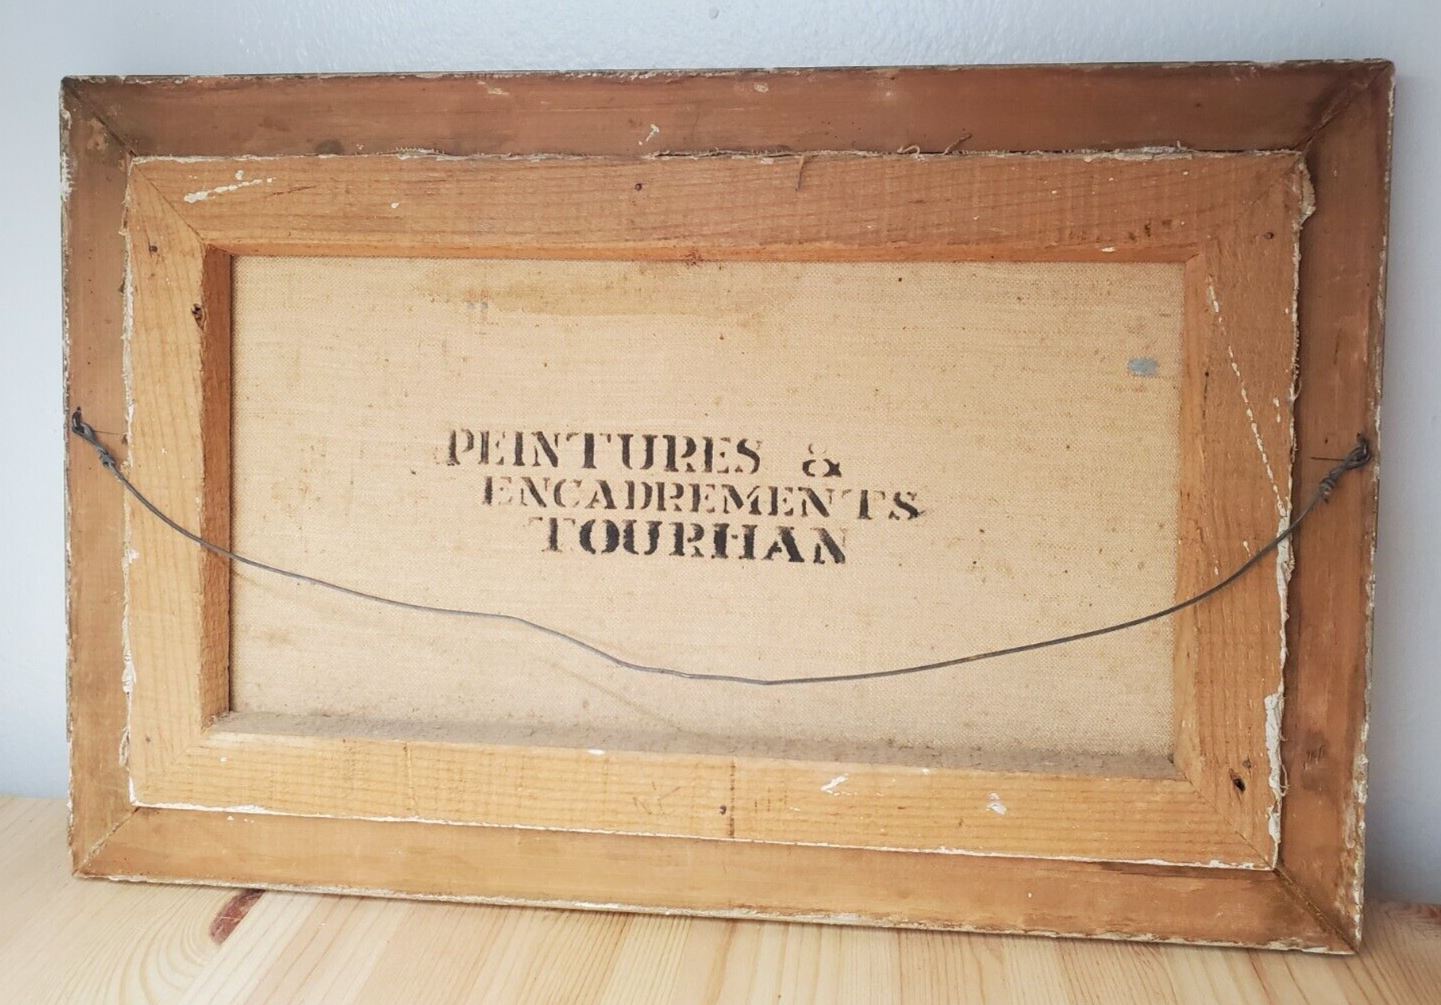 PEINTURES &
ENCADREMENTS
TOURHAN